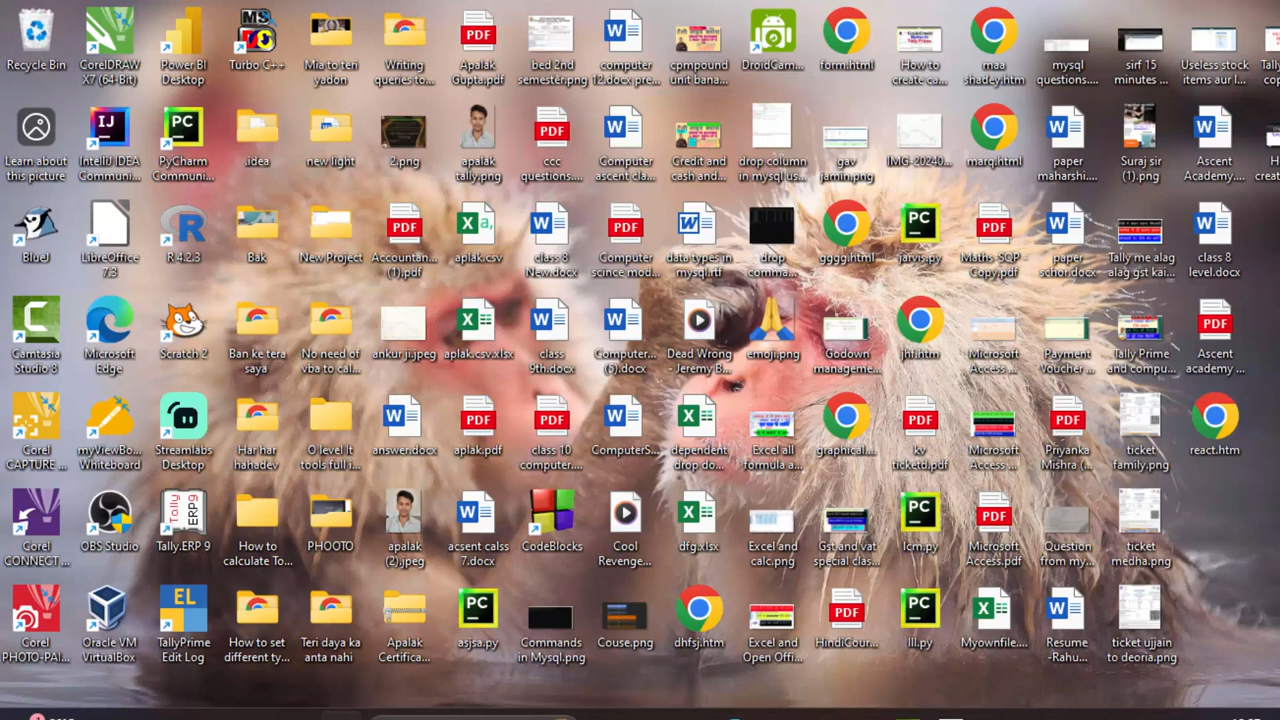 Recycle Bin
CorelDRAW
X7 (64-Bit)
Power BI
Desktop
Turbo C++
Mia to teri
yadon
Writing
queries to...
Apalak
Gupta.pdf
bed 2nd
semester.png
computer
12.docx pre...
cpmpound
unit bana...
DroidCam...
form.html
How to
create ca...
maa
shadey.htm
mysql
questions....
sirf 15
minutes ...
Useless stock
items aur l...
Learn about
this picture
IntelliJ IDEA
Communi...
PyCharm
Communi...
.idea
new light
2.png
apalak
tally.png
ccc
questions....
Computer
ascent cla...
Credit and
cash and...
drop column
in mysql us...
gav
jamin.png
IMG-20240...
marq.html
paper
maharshi....
Suraj sir
(1).png
Ascent
Academy....
BlueJ
LibreOffice
7.3
R 4.2.3
Bak
New Project
Accountan...
(1).pdf
aplak.csv
class 8
New.docx
Computer
scince mod...
data types in
mysql.rtf
drop
comma...
gggg.html
jarvis.py
Maths-SQP -
Copy.pdf
paper
schor.docx
Tally me alag
alag gst kai...
class 8
level.docx
Camtasia
Studio 8
Microsoft
Edge
Scratch 2
Ban ke tera
saya
No need of
vba to cal...
ankur.ji.jpeg
aplak.csv.xlsx
class
9th.docx
Computer...
(5).docx
Dead Wrong
- Jeremy B...
emoji.png
Godown
manageme...
jhf.htm
Microsoft
Access ...
Payment
Voucher ...
Tally Prime
and compu...
Ascent
academy ...
Corel
CAPTURE ...
myViewBo...
Whiteboard
Streamlabs
Desktop
Har har
hahadev
O level It
tools full i...
answer.docx
aplak.pdf
class 10
computer....
ComputerS...
dependent
drop do...
Excel all
formula a...
graphical....
kv
ticketd.pdf
Microsoft
Access ...
Priyanka
Mishra (...
ticket
family.png
react.htm
Corel
CONNECT ...
OBS Studio
Tally.ERP 9
How to
calculate To...
PHOOTO
apalak
(2).jpeg
acsent calss
7.docx
CodeBlocks
Cool
Revenge...
dfg.xlsx
Excel and
calc.png
Gst and vat
special clas...
lcm.py
Microsoft
Access.pdf
Question
from my...
ticket
medha.png
Corel
PHOTO-PAI...
Oracle VM
VirtualBox
TallyPrime
Edit Log
How to set
different ty...
Teri daya ka
anta nahi
Apalak
Certifica...
asjsa.py
Commands
in Mysql.png
Couse.png
dhfsj.htm
Excel and
Open Offi...
HindiCour...
lll.py
Myownfile....
Resume
-Rahu...
ticket ujjain
to deoria.png